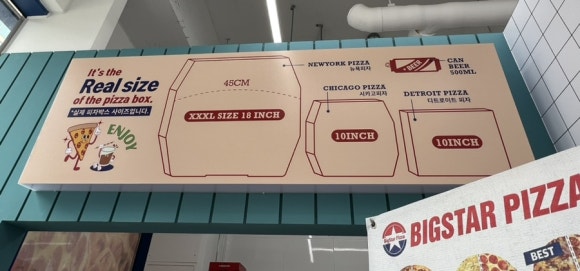 It's the
Real size
of the pizza box.
*실제 피자박스 사이즈입니다.
ENJOY
45CM
XXXL SIZE 18 INCH
NEWYORK PIZZA
뉴욕피자
BEER
CAN
BEER
500ML
CHICAGO PIZZA
시카고피자
10INCH
DETROIT PIZZA
디트로이트 피자
10INCH
BigStar Pizza
BIGSTAR PIZZA
BEST